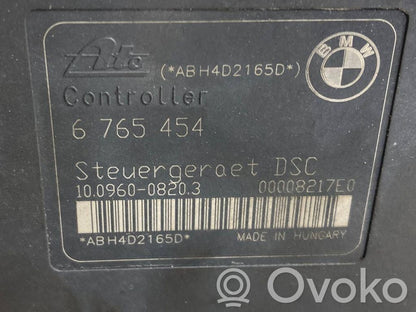 Ate (*ABH4D2165D*)
BMW
Controller
6 765 454
Steuergeraet DSC
10.0960-0820.3 00008217E0
*ABH4D2165D* MADE IN HUNGARY
Ovoko